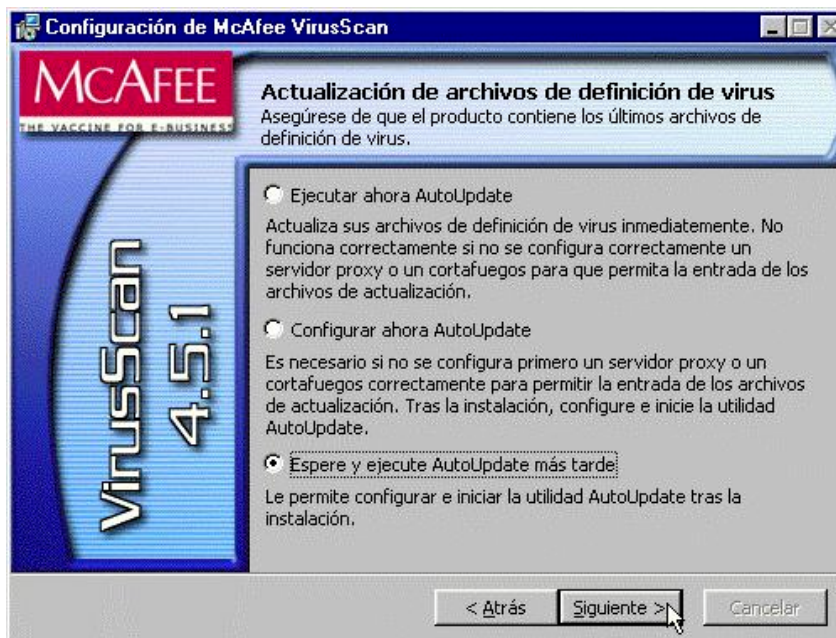 Configuración de McAfee VirusScan
McAFEE
THE VACCINE FOR E-BUSINESS
VirusScan
4.5.1
Actualización de archivos de definición de virus
Asegúrese de que el producto contiene los últimos archivos de
definición de virus.
Ejecutar ahora AutoUpdate
Actualiza sus archivos de definición de virus inmediatamente. No
funciona correctamente si no se configura correctamente un
servidor proxy o un cortafuegos para que permita la entrada de los
archivos de actualización.
Configurar ahora AutoUpdate
Es necesario si no se configura primero un servidor proxy o un
cortafuegos correctamente para permitir la entrada de los archivos
de actualización. Tras la instalación, configure e inicie la utilidad
AutoUpdate.
Espere y ejecute AutoUpdate más tarde
Le permite configurar e iniciar la utilidad AutoUpdate tras la
instalación.
< Atrás
Siguiente >
Cancelar